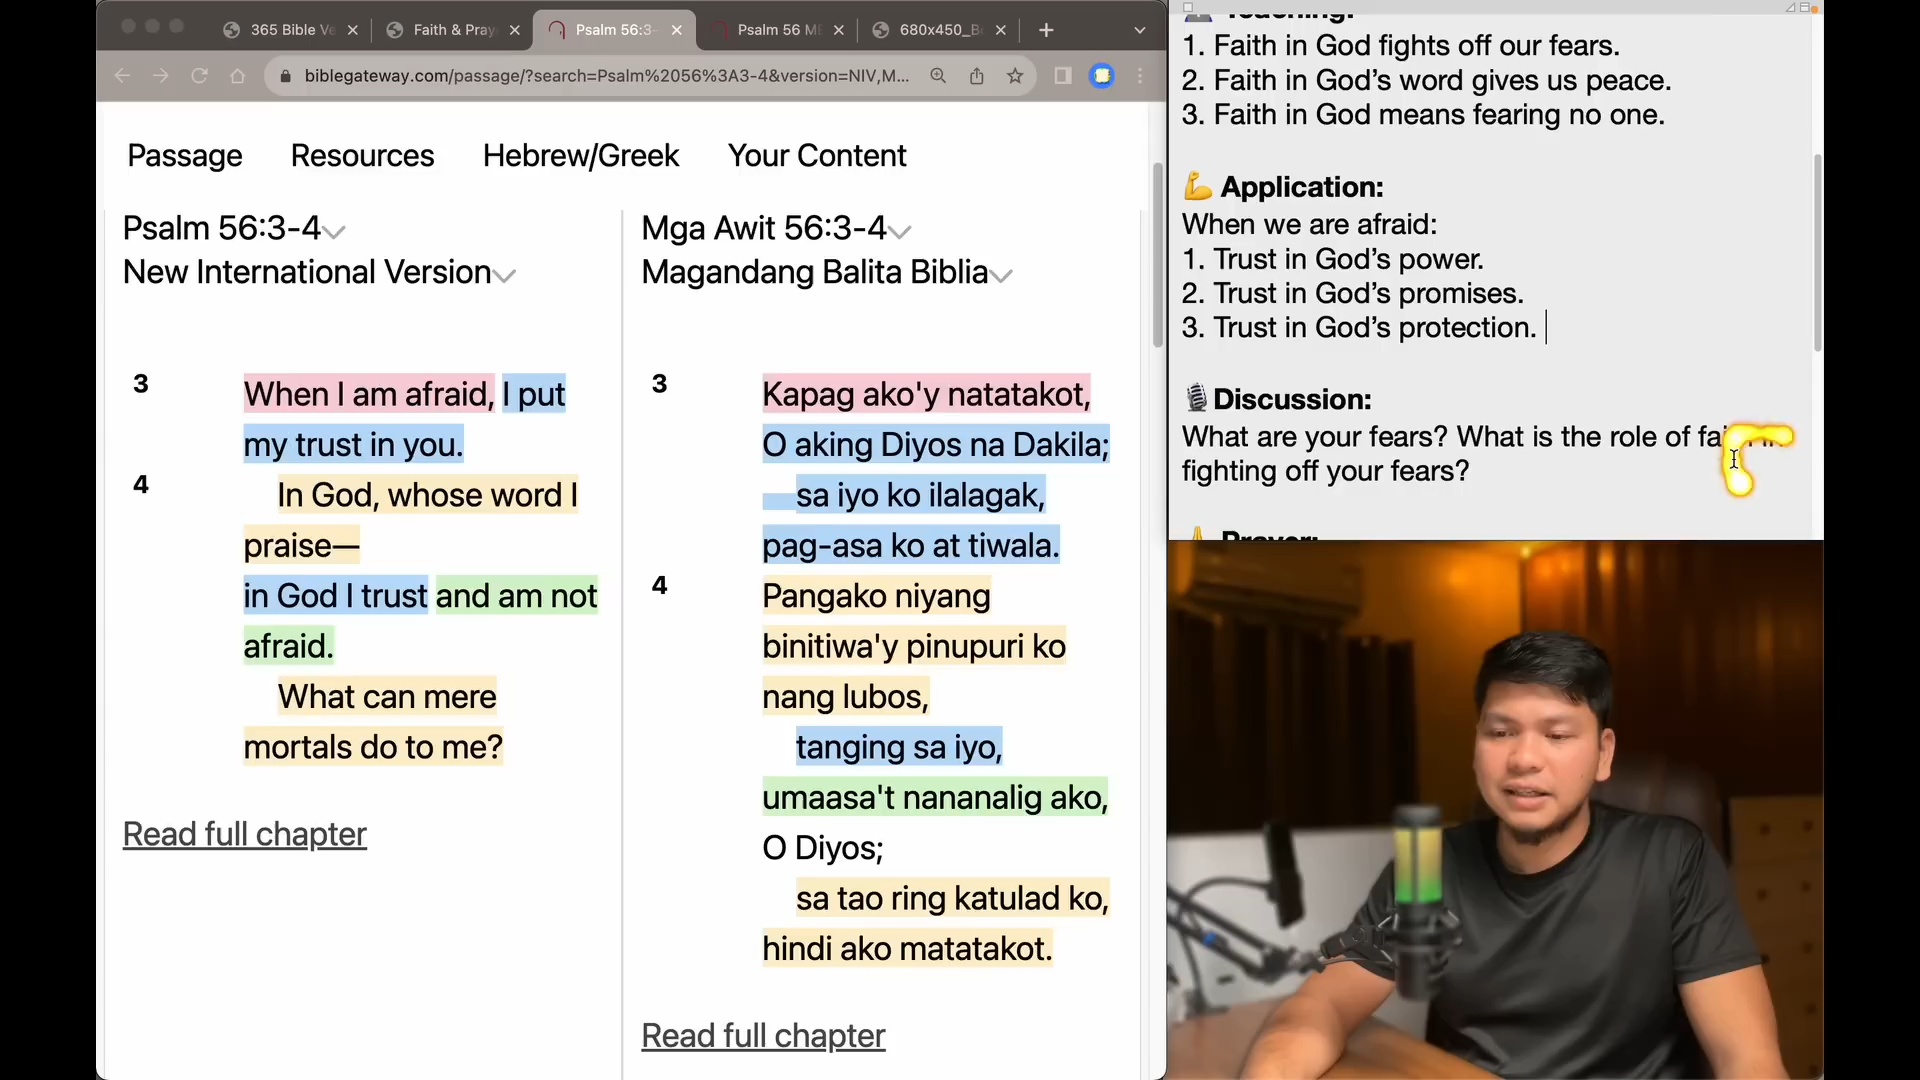 365 Bible Ve
Faith & Pray
Psalm 56:3-
Psalm 56 M
680x450_B
biblegateway.com/passage/?search=Psalm%2056%3A3-4&version=NIV,M...
Passage Resources Hebrew/Greek Your Content
Psalm 56:3-4
New International Version
3 When I am afraid, I put
my trust in you.
4 In God, whose word I
praise—
in God I trust and am not
afraid.
What can mere
mortals do to me?
Read full chapter
Mga Awit 56:3-4
Magandang Balita Biblia
3 Kapag ako'y natatakot,
O aking Diyos na Dakila;
sa iyo ko ilalagak,
pag-asa ko at tiwala.
4 Pangako niyang
binitiwa'y pinupuri ko
nang lubos,
tanging sa iyo,
umaasa't nananalig ako,
O Diyos;
sa tao ring katulad ko,
hindi ako matatakot.
Read full chapter
Teaching:
1. Faith in God fights off our fears.
2. Faith in God’s word gives us peace.
3. Faith in God means fearing no one.
💪 Application:
When we are afraid:
1. Trust in God’s power.
2. Trust in God’s promises.
3. Trust in God’s protection.
🎙️Discussion:
What are your fears? What is the role of
fighting off your fears?
🙏 Prayer: